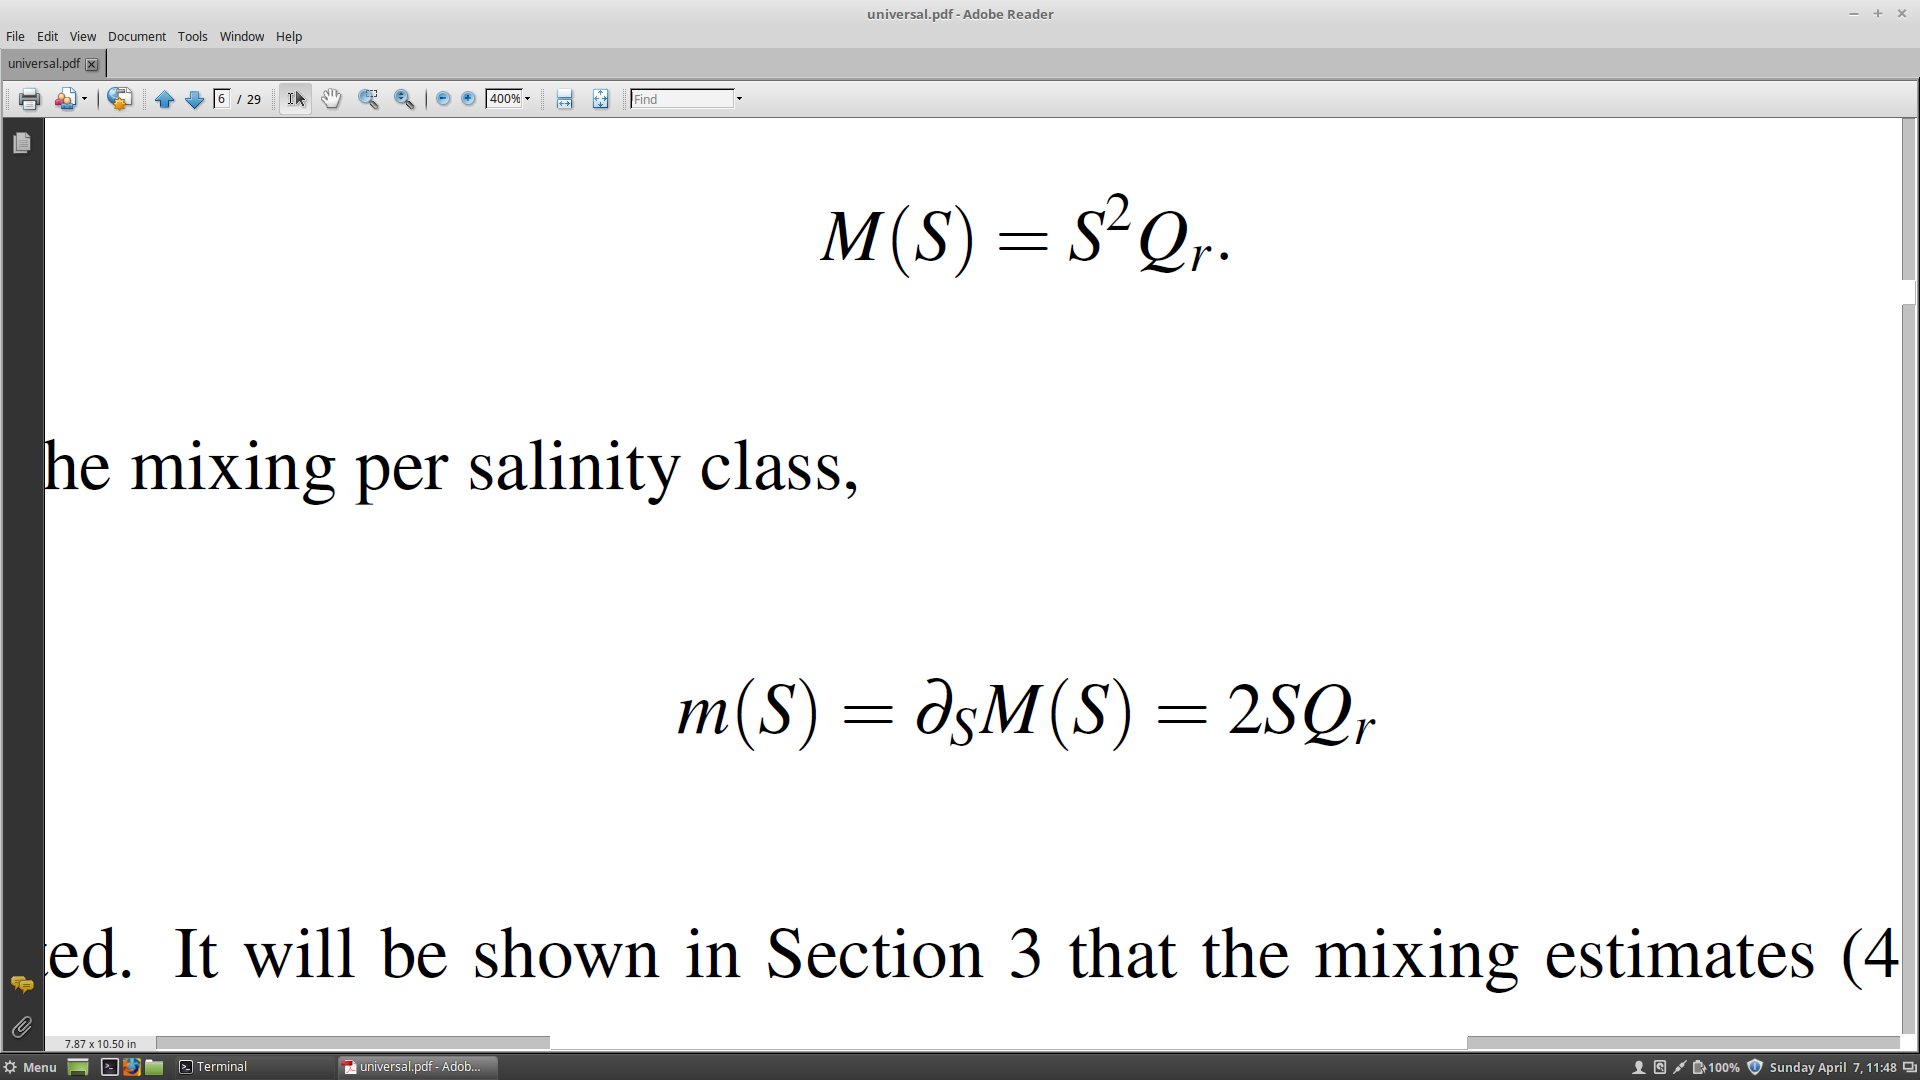 universal.pdf - Adobe Reader
File Edit View Document Tools Window Help
universal.pdf
6 / 29 400% Find
M(S) = S²Qᵣ.
he mixing per salinity class,
m(S) = ∂_S M(S) = 2SQᵣ
ed. It will be shown in Section 3 that the mixing estimates (4
7.87 x 10.50 in
Menu Terminal universal.pdf - Adob... 100% Sunday April 7, 11:48